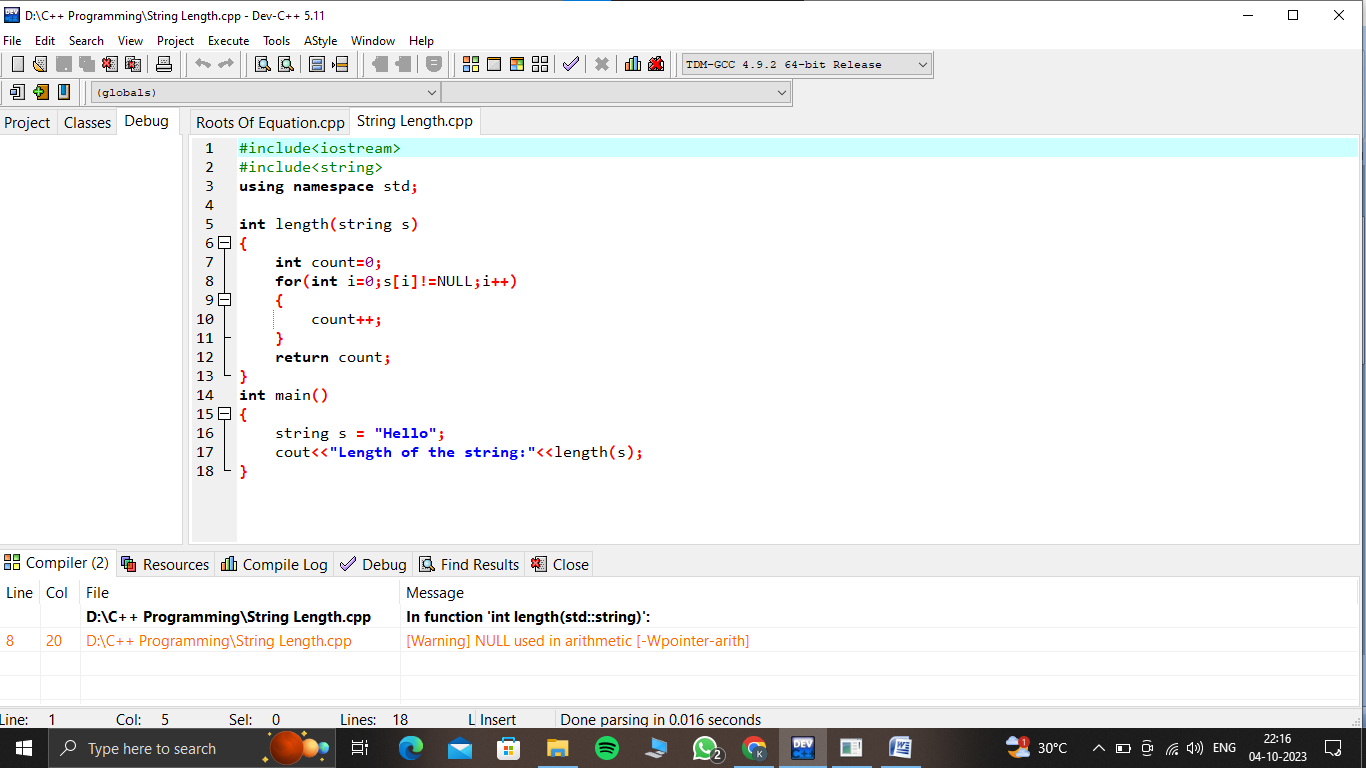 D:\C++ Programming\String Length.cpp - Dev-C++ 5.11
File Edit Search View Project Execute Tools AStyle Window Help
TDM-GCC 4.9.2 64-bit Release
(globals)
Project Classes Debug Roots Of Equation.cpp String Length.cpp
1 #include<iostream>
2 #include<string>
3 using namespace std;
4
5 int length(string s)
6 {
7 int count=0;
8 for(int i=0;s[i]!=NULL;i++)
9 {
10 count++;
11 }
12 return count;
13 }
14 int main()
15 {
16 string s = "Hello";
17 cout<<"Length of the string:"<<length(s);
18 }
Compiler (2) Resources Compile Log Debug Find Results Close
Line Col File Message
D:\C++ Programming\String Length.cpp In function 'int length(std::string)':
8 20 D:\C++ Programming\String Length.cpp [Warning] NULL used in arithmetic [-Wpointer-arith]
Line: 1 Col: 5 Sel: 0 Lines: 18 L Insert Done parsing in 0.016 seconds
Type here to search 2 K DEV 30°C ENG 22:16
04-10-2023